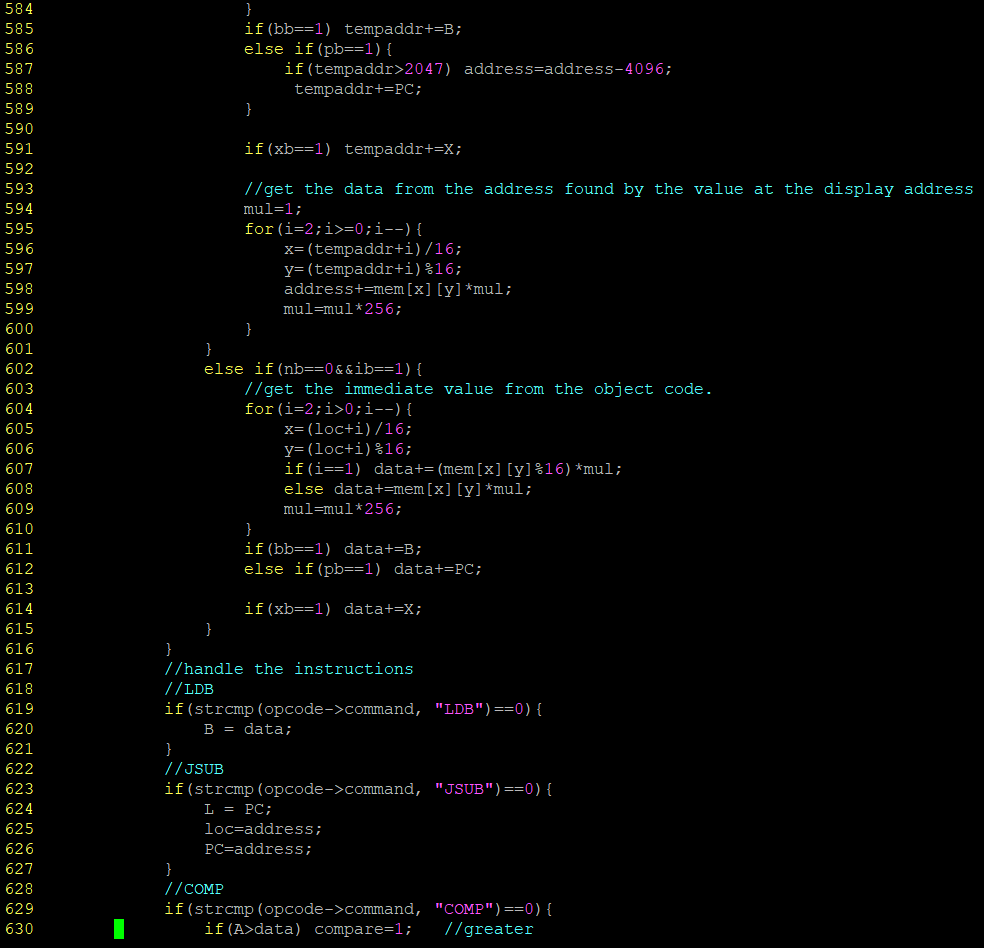 584                     }
585                     if(bb==1) tempaddr+=B;
586                     else if(pb==1){
587                         if(tempaddr>2047) address=address-4096;
588                          tempaddr+=PC;
589                     }
590
591                     if(xb==1) tempaddr+=X;
592
593                     //get the data from the address found by the value at the display address
594                     mul=1;
595                     for(i=2;i>=0;i--){
596                         x=(tempaddr+i)/16;
597                         y=(tempaddr+i)%16;
598                         address+=mem[x][y]*mul;
599                         mul=mul*256;
600                     }
601                 }
602                 else if(nb==0&&ib==1){
603                     //get the immediate value from the object code.
604                     for(i=2;i>0;i--){
605                         x=(loc+i)/16;
606                         y=(loc+i)%16;
607                         if(i==1) data+=(mem[x][y]%16)*mul;
608                         else data+=mem[x][y]*mul;
609                         mul=mul*256;
610                     }
611                     if(bb==1) data+=B;
612                     else if(pb==1) data+=PC;
613
614                     if(xb==1) data+=X;
615                 }
616             }
617             //handle the instructions
618             //LDB
619             if(strcmp(opcode->command, "LDB")==0){
620                 B = data;
621             }
622             //JSUB
623             if(strcmp(opcode->command, "JSUB")==0){
624                 L = PC;
625                 loc=address;
626                 PC=address;
627             }
628             //COMP
629             if(strcmp(opcode->command, "COMP")==0){
630                 if(A>data) compare=1;   //greater